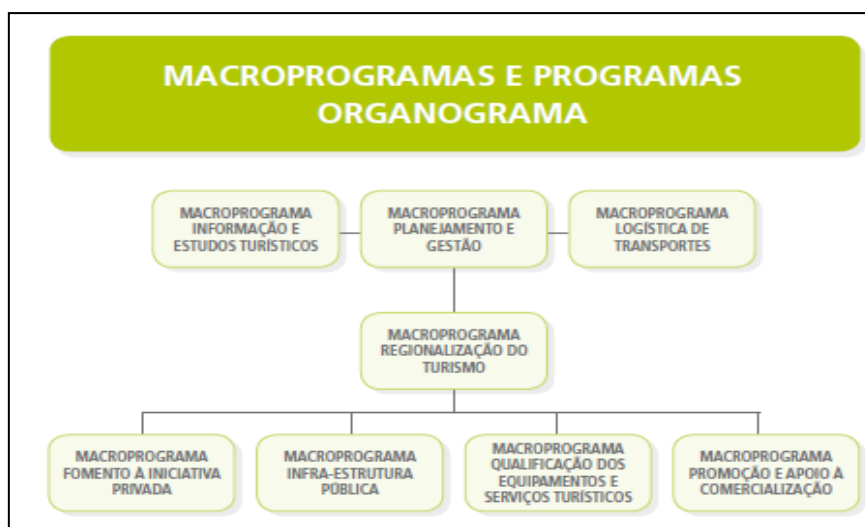 MACROPROGRAMAS E PROGRAMAS
ORGANOGRAMA
MACROPROGRAMA
INFORMAÇÃO E
ESTUDOS TURÍSTICOS
MACROPROGRAMA
PLANEJAMENTO E
GESTÃO
MACROPROGRAMA
LOGÍSTICA DE
TRANSPORTES
MACROPROGRAMA
REGIONALIZAÇÃO DO
TURISMO
MACROPROGRAMA
FOMENTO À INICIATIVA
PRIVADA
MACROPROGRAMA
INFRA-ESTRUTURA
PÚBLICA
MACROPROGRAMA
QUALIFICAÇÃO DOS
EQUIPAMENTOS E
SERVIÇOS TURÍSTICOS
MACROPROGRAMA
PROMOÇÃO E APOIO À
COMERCIALIZAÇÃO